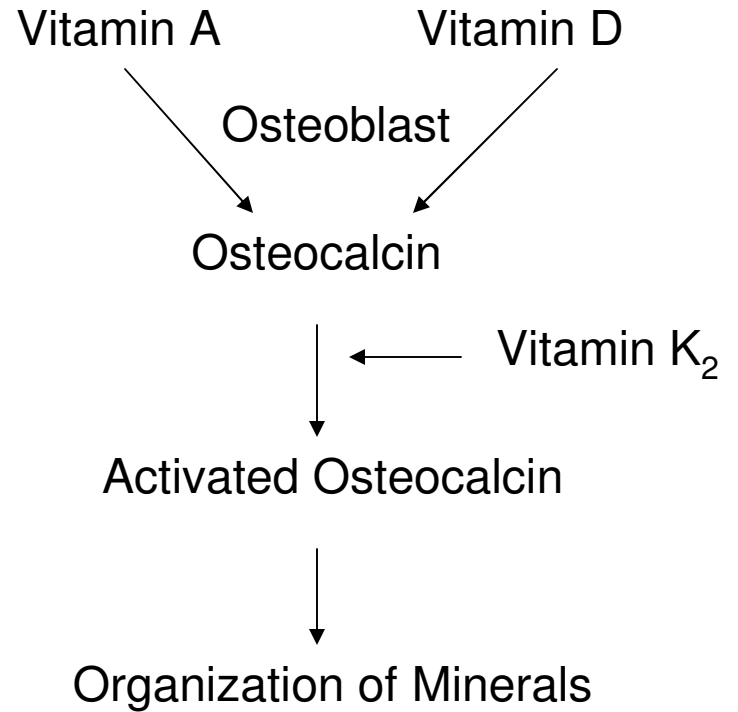 Vitamin A
Vitamin D
Osteoblast
Osteocalcin
Vitamin K₂
Activated Osteocalcin
Organization of Minerals